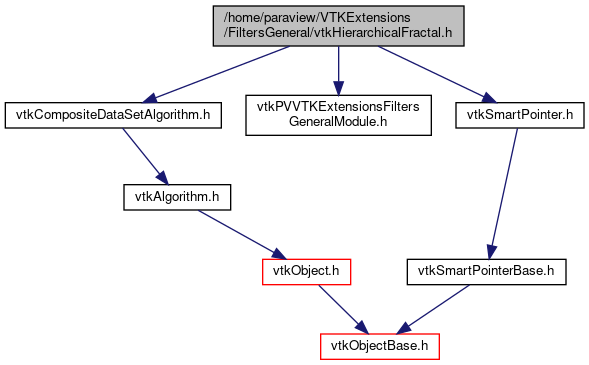 /home/paraview/VTKExtensions
/FiltersGeneral/vtkHierarchicalFractal.h
vtkCompositeDataSetAlgorithm.h
vtkPVVTKExtensionsFilters
GeneralModule.h
vtkSmartPointer.h
vtkAlgorithm.h
vtkObject.h
vtkSmartPointerBase.h
vtkObjectBase.h